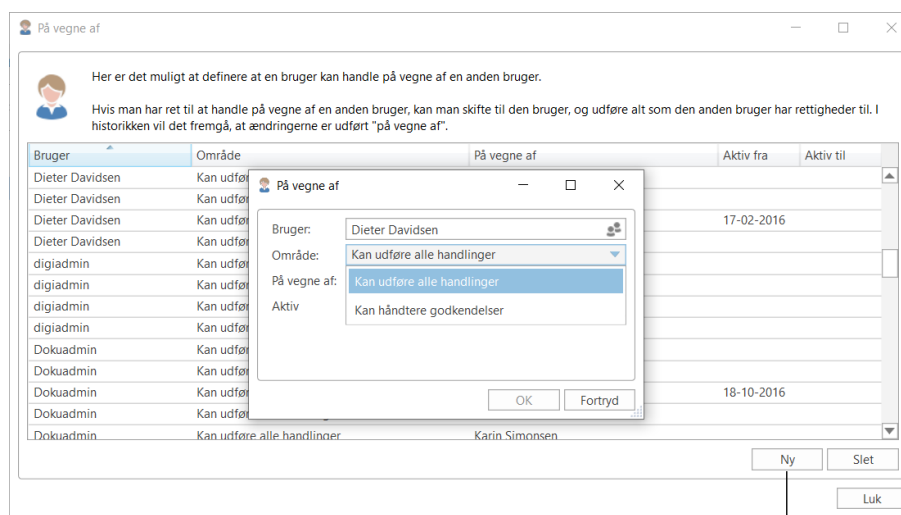 På vegne af
Her er det muligt at definere at en bruger kan handle på vegne af en anden bruger.
Hvis man har ret til at handle på vegne af en anden bruger, kan man skifte til den bruger, og udføre alt som den anden bruger har rettigheder til. I
historikken vil det fremgå, at ændringerne er udført "på vegne af".
Bruger Område På vegne af Aktiv fra Aktiv til
Dieter Davidsen Kan udfør
Dieter Davidsen Kan udfør
Dieter Davidsen Kan udfør 17-02-2016
Dieter Davidsen Kan udfør
digiadmin Kan udfør
digiadmin Kan udfør
digiadmin Kan udfør
digiadmin Kan udfør
Dokuadmin Kan udfør
Dokuadmin Kan udfør
Dokuadmin Kan udfør 18-10-2016
Dokuadmin Kan udfør
Dokuadmin Kan udføre alle handlinger Karin Simonsen
På vegne af
Bruger: Dieter Davidsen
Område: Kan udføre alle handlinger
På vegne af: Kan udføre alle handlinger
Aktiv Kan håndtere godkendelser
OK Fortryd
Ny Slet
Luk